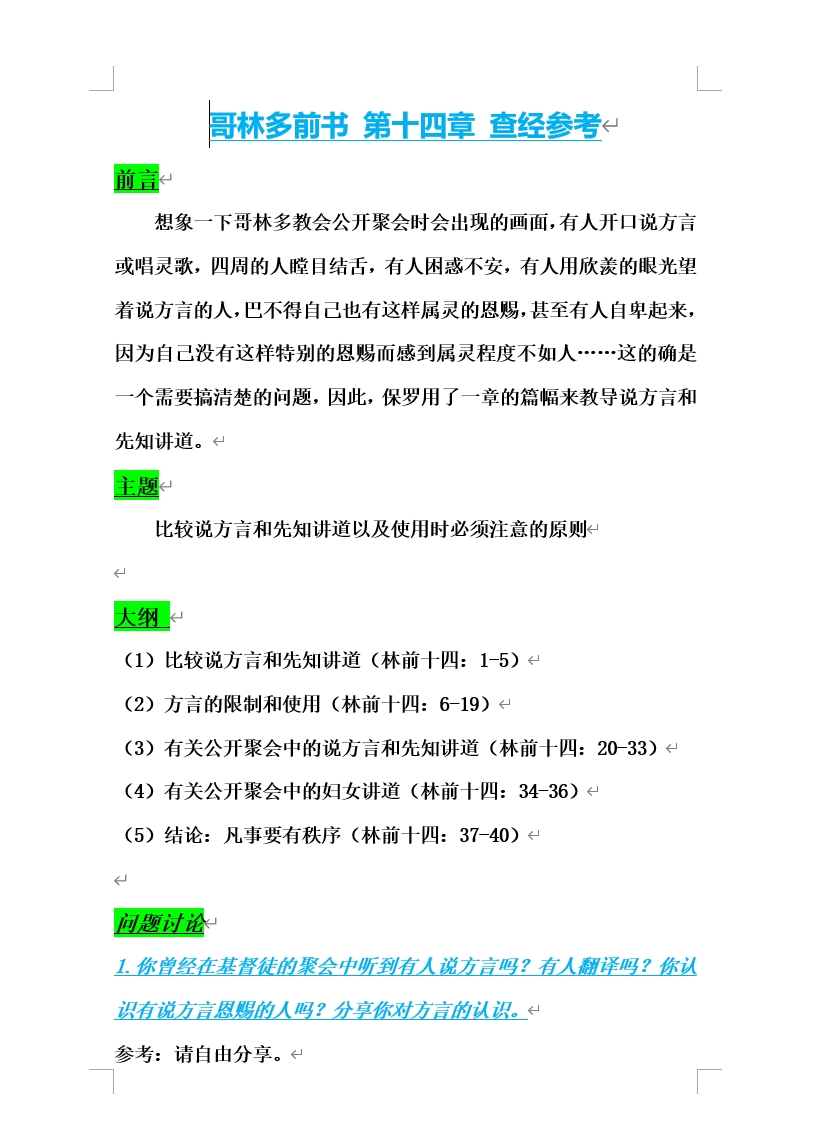 哥林多前书 第十四章 查经参考
前言
想象一下哥林多教会公开聚会时会出现的画面，有人开口说方言
或唱灵歌，四周的人瞠目结舌，有人困惑不安，有人用欣羡的眼光望
着说方言的人，巴不得自己也有这样属灵的恩赐，甚至有人自卑起来，
因为自己没有这样特别的恩赐而感到属灵程度不如人……这的确是
一个需要搞清楚的问题，因此，保罗用了一章的篇幅来教导说方言和
先知讲道。
主题
比较说方言和先知讲道以及使用时必须注意的原则
大纲
（1）比较说方言和先知讲道（林前十四：1-5）
（2）方言的限制和使用（林前十四：6-19）
（3）有关公开聚会中的说方言和先知讲道（林前十四：20-33）
（4）有关公开聚会中的妇女讲道（林前十四：34-36）
（5）结论：凡事要有秩序（林前十四：37-40）
问题讨论
1.你曾经在基督徒的聚会中听到有人说方言吗？有人翻译吗？你认
识有说方言恩赐的人吗？分享你对方言的认识。
参考：请自由分享。